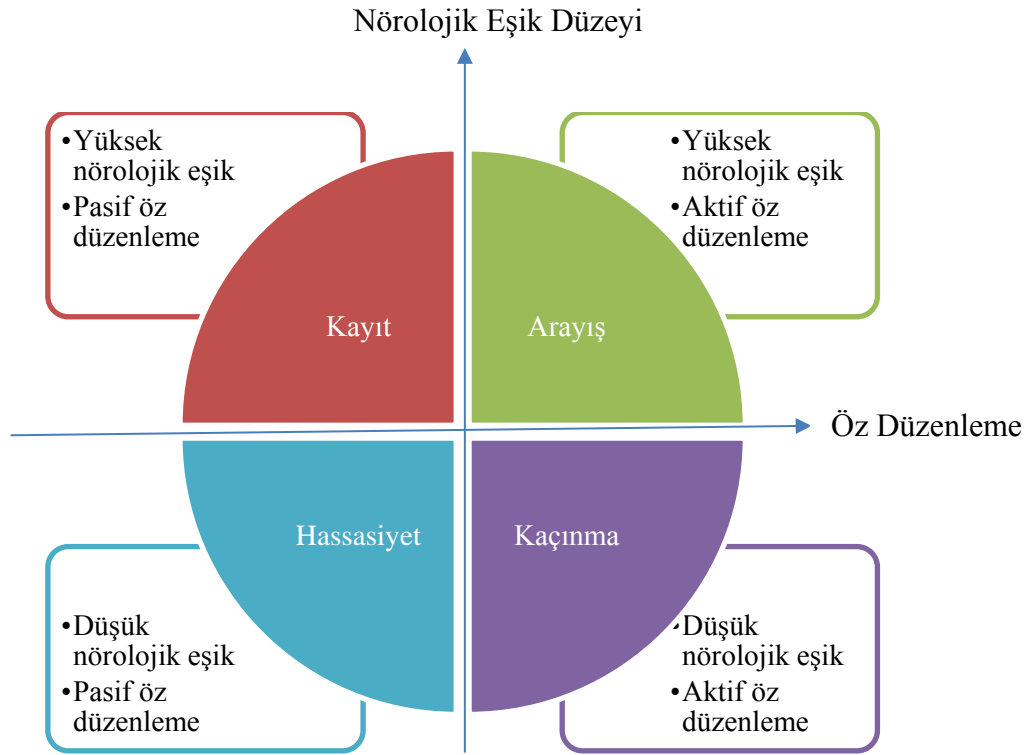 Nörolojik Eşik Düzeyi
•Yüksek
nörolojik eşik
•Pasif öz
düzenleme
•Yüksek
nörolojik eşik
•Aktif öz
düzenleme
Kayıt
Arayış
Öz Düzenleme
Hassasiyet
Kaçınma
•Düşük
nörolojik eşik
•Pasif öz
düzenleme
•Düşük
nörolojik eşik
•Aktif öz
düzenleme